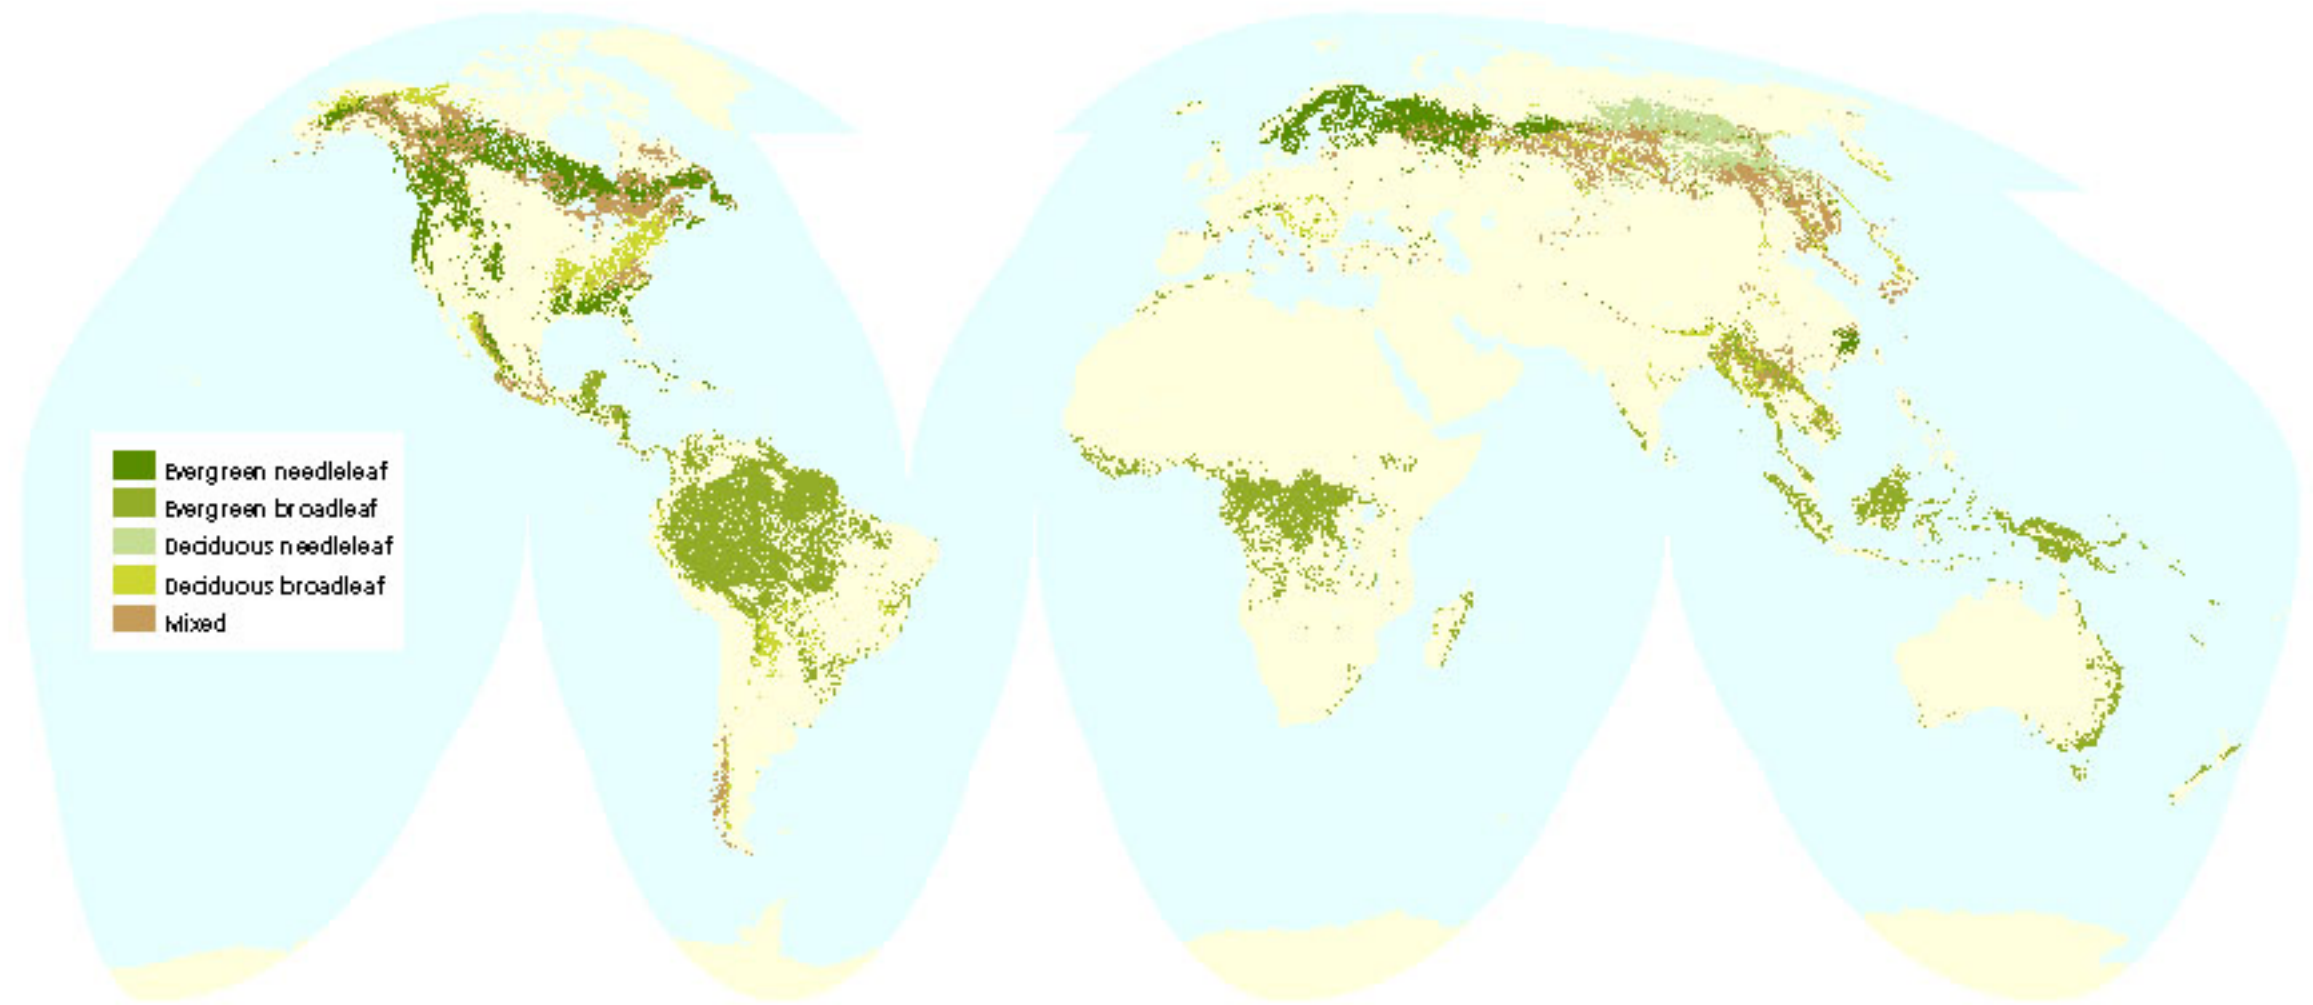 Evergreen needleleaf
Evergreen broadleaf
Deciduous needleleaf
Deciduous broadleaf
Mixed